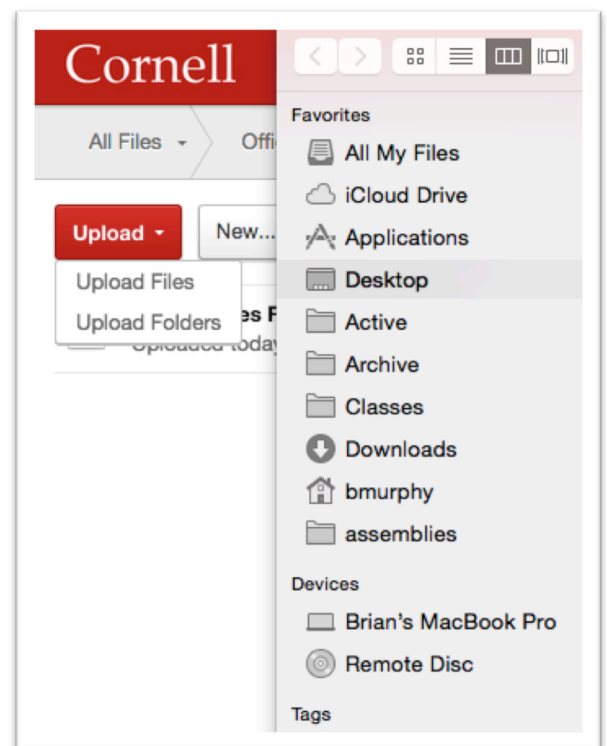 Cornell
All Files
Upload
New...
Upload Files
Upload Folders
Favorites
All My Files
iCloud Drive
Applications
Desktop
Active
Archive
Classes
Downloads
bmurphy
assemblies
Devices
Brian's MacBook Pro
Remote Disc
Tags